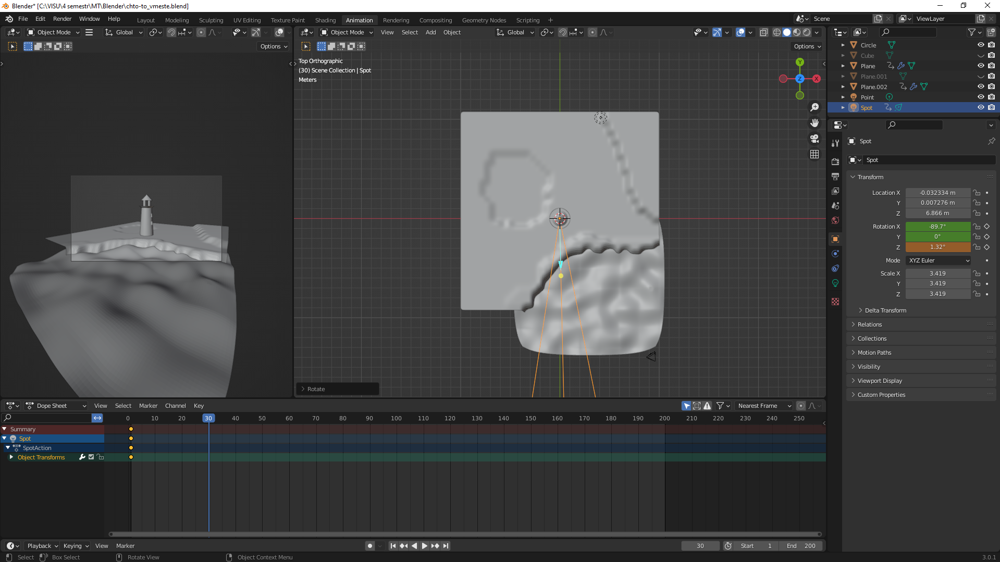 Blender* [C:\VISU\4 semestr\MT\Blender\chto-to_vmeste.blend]
File Edit Render Window Help Layout Modeling Sculpting UV Editing Texture Paint Shading Animation Rendering Compositing Geometry Nodes Scripting + Scene ViewLayer
Object Mode Global Object Mode View Select Add Object Global
Options Options
Top Orthographic
(30) Scene Collection | Spot
Meters
Y
Z X
Rotate
Circle
Cube
Plane
Plane.001
Plane.002
Point
Spot
Spot
Spot
Transform
Location X -0.032334 m
Y 0.007276 m
Z 6.866 m
Rotation X -89.7°
Y 0°
Z 1.32°
Mode XYZ Euler
Scale X 3.419
Y 3.419
Z 3.419
Delta Transform
Relations
Collections
Motion Paths
Visibility
Viewport Display
Custom Properties
Dope Sheet View Select Marker Channel Key Nearest Frame
0 10 20 30 40 50 60 70 80 90 100 110 120 130 140 150 160 170 180 190 200 210 220 230 240 250
Summary
Spot
SpotAction
Object Transforms
Playback Keying View Marker 30 Start 1 End 200
Select Box Select Rotate View Object Context Menu 3.0.1